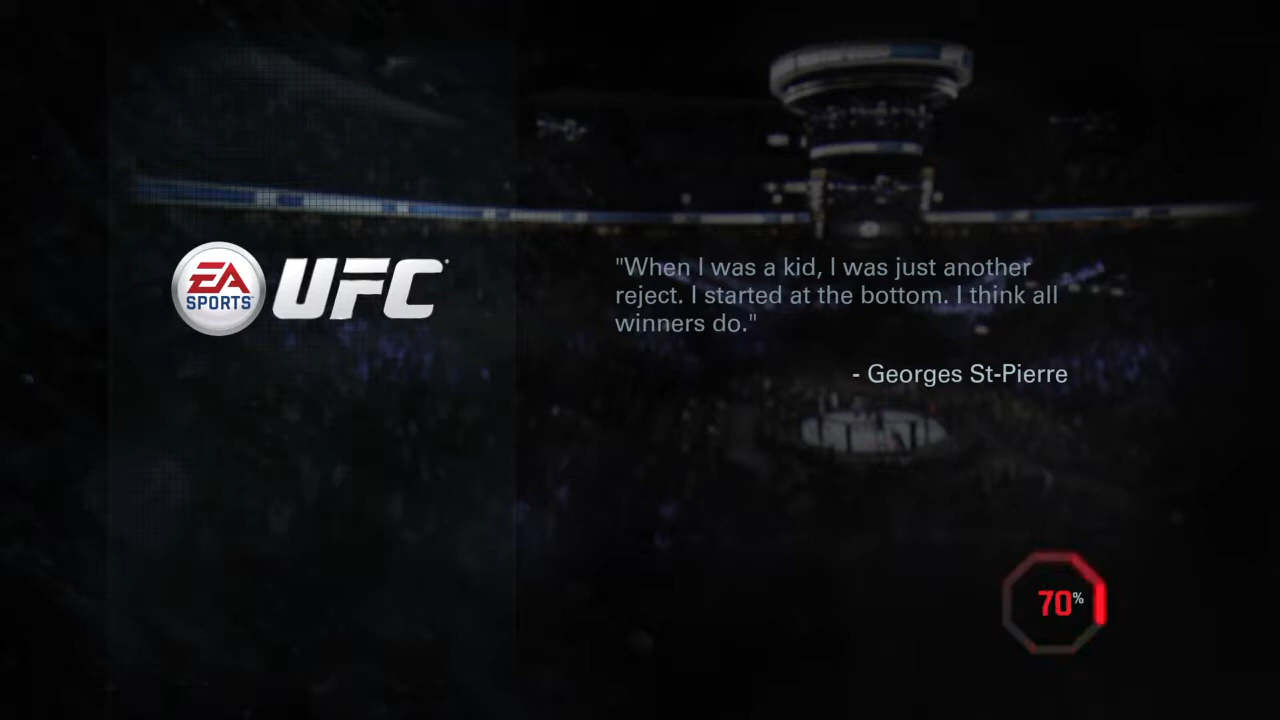 EA
SPORTS™
UFC
"When I was a kid, I was just another
reject. I started at the bottom. I think all
winners do."
- Georges St-Pierre
70%